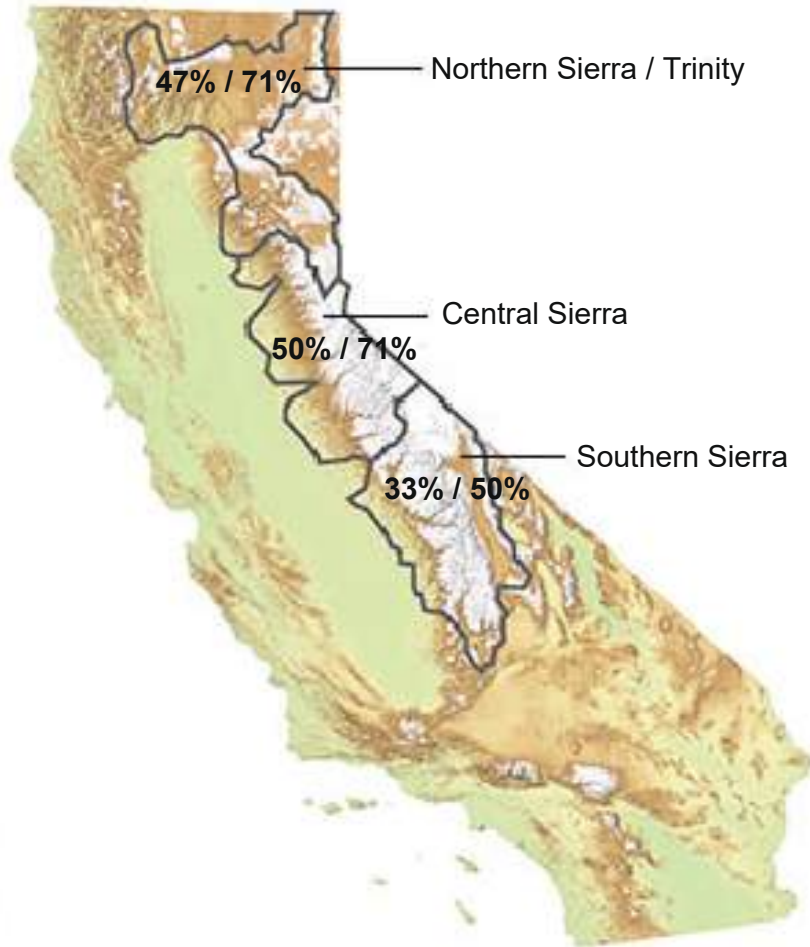 Northern Sierra / Trinity
47% / 71%
Central Sierra
50% / 71%
Southern Sierra
33% / 50%